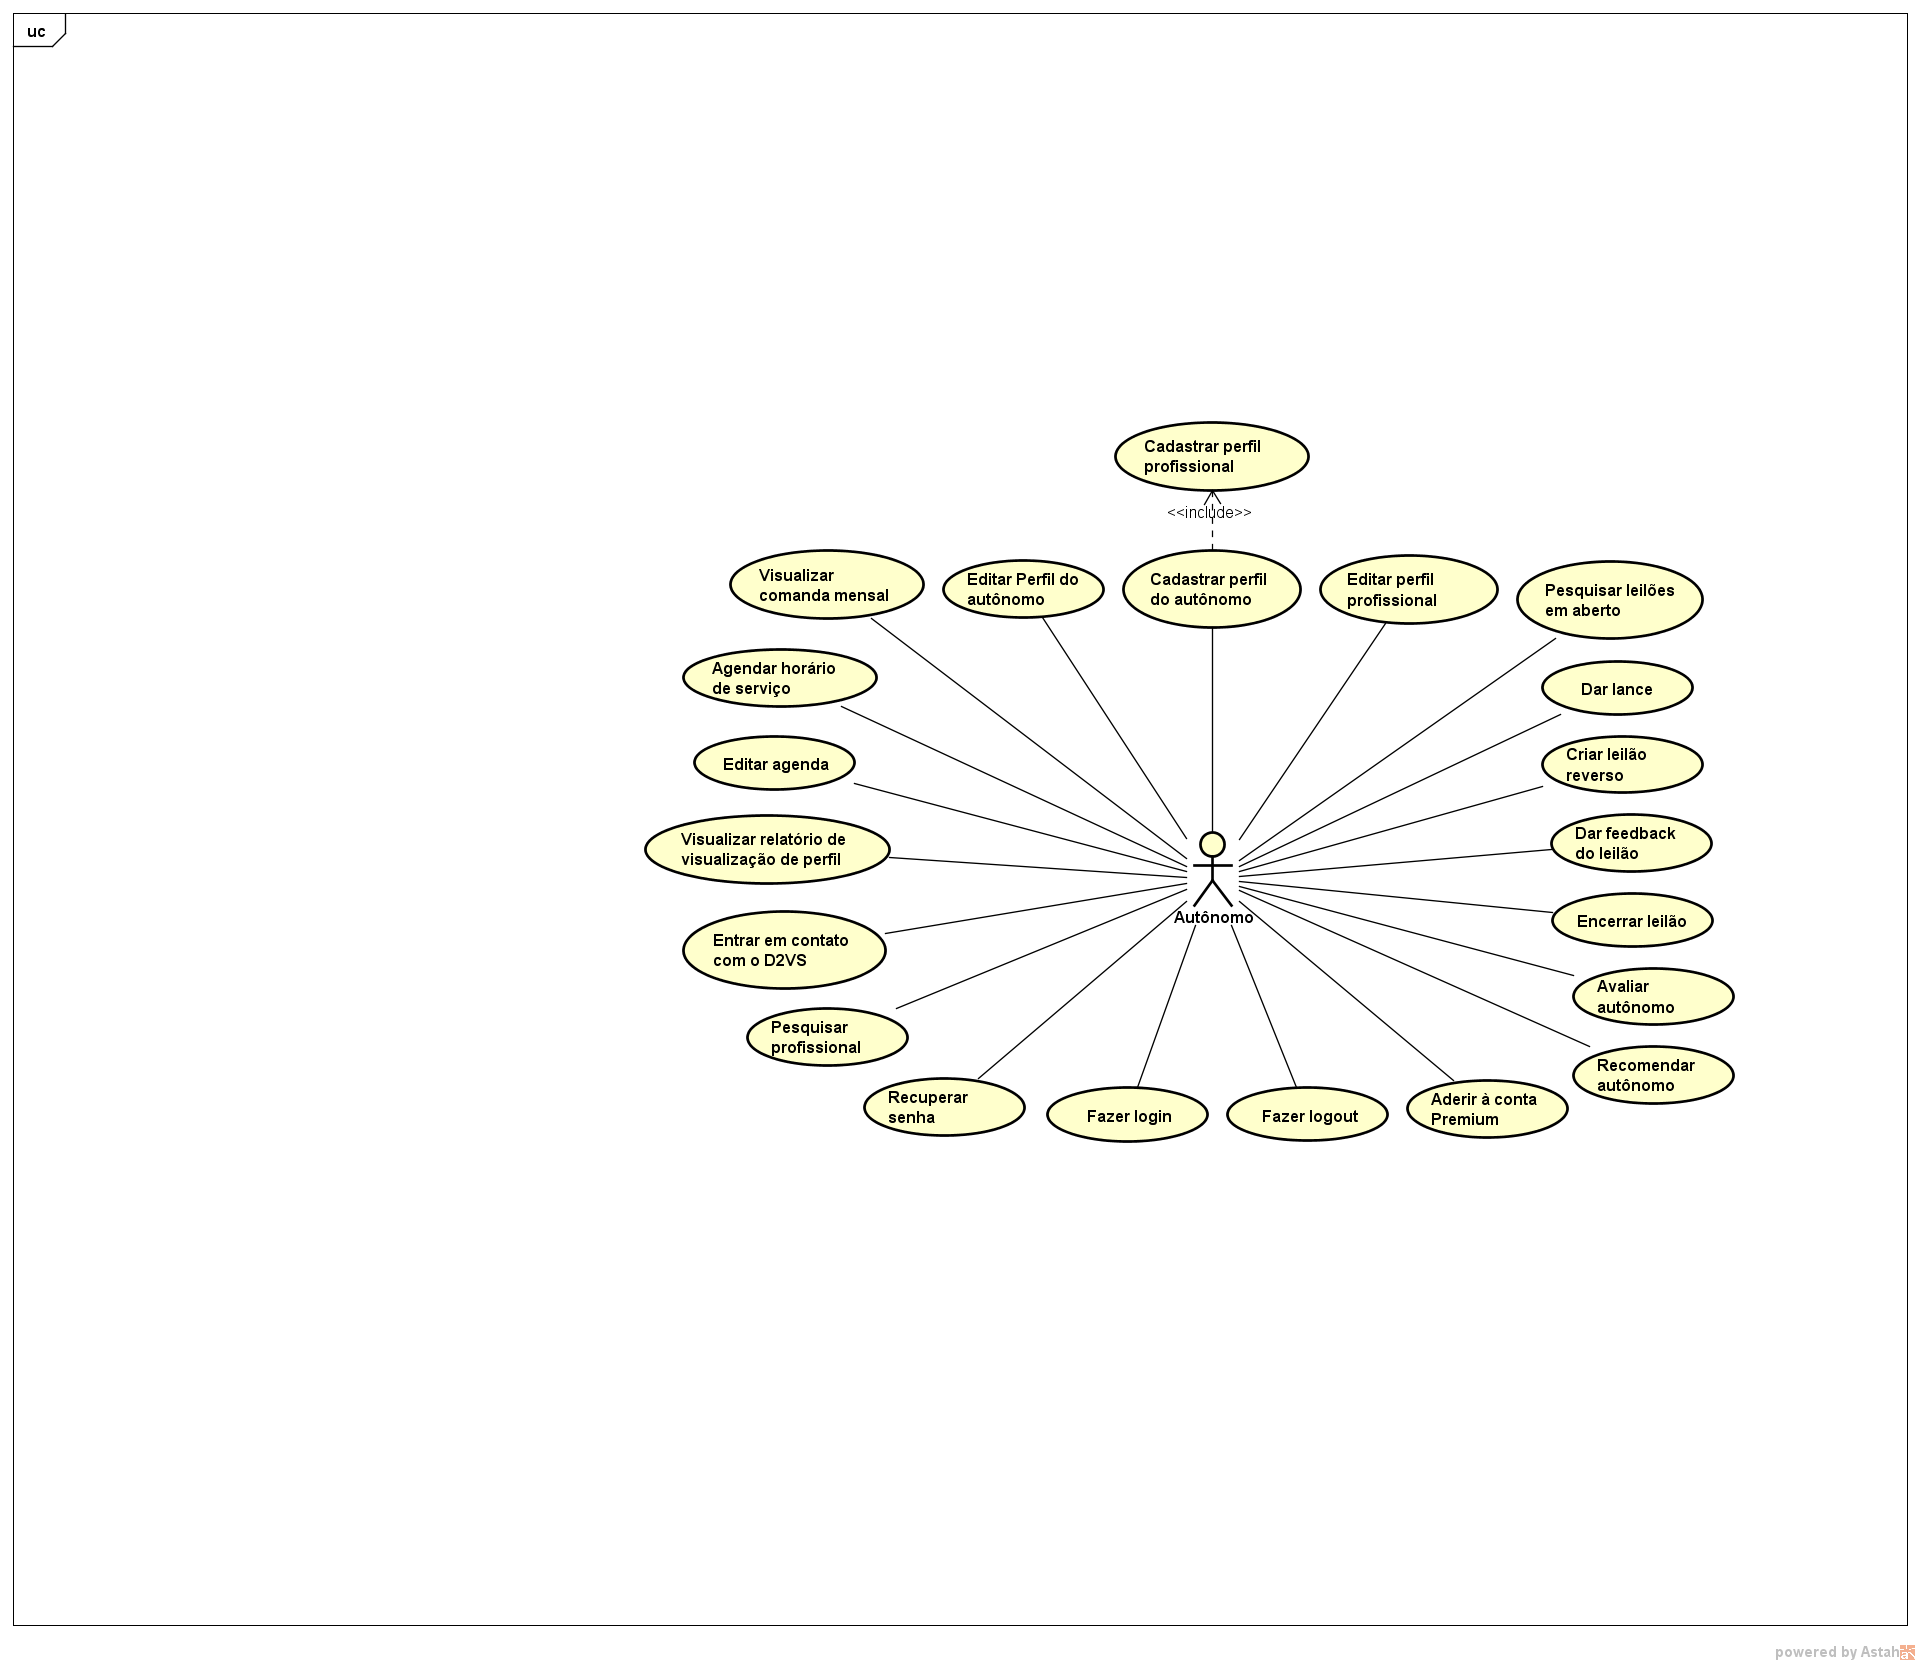 uc
Cadastrar perfil
profissional
<<include>>
Visualizar
comanda mensal
Editar Perfil do
autônomo
Cadastrar perfil
do autônomo
Editar perfil
profissional
Pesquisar leilões
em aberto
Agendar horário
de serviço
Dar lance
Editar agenda
Criar leilão
reverso
Visualizar relatório de
visualização de perfil
Dar feedback
do leilão
Autônomo
Encerrar leilão
Entrar em contato
com o D2VS
Avaliar
autônomo
Pesquisar
profissional
Recomendar
autônomo
Recuperar
senha
Fazer login
Fazer logout
Aderir à conta
Premium
powered by Astah